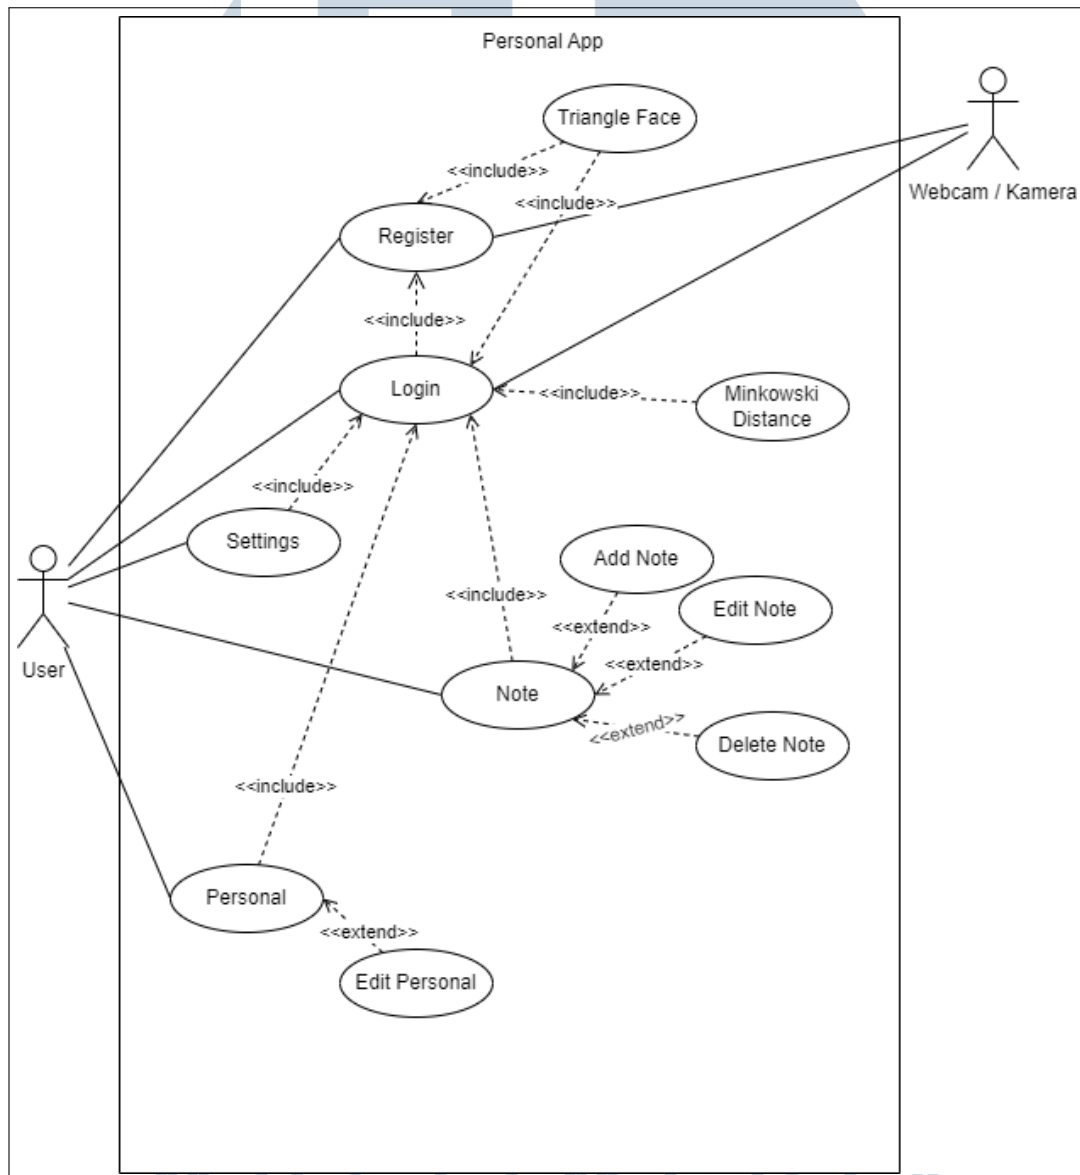 Personal App
Triangle Face
<<include>>
Webcam / Kamera
<<include>>
Register
<<include>>
Login
<<include>>
Minkowski
Distance
<<include>>
Settings
Add Note
<<include>>
Edit Note
<<extend>>
<<extend>>
User
Note
<<extend>>
Delete Note
<<include>>
Personal
<<extend>>
Edit Personal